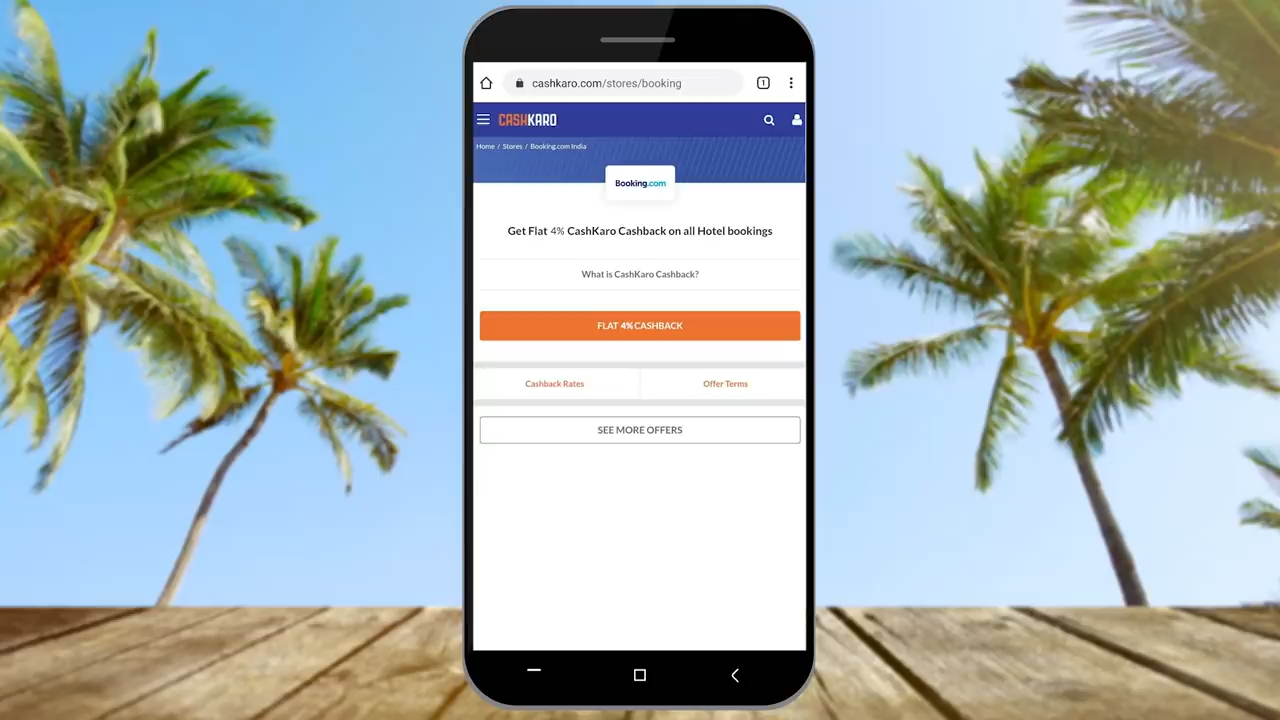 cashkaro.com/stores/booking
1
CASHKARO
Home / Stores / Booking.com India
Booking.com
Get Flat 4% CashKaro Cashback on all Hotel bookings
What is CashKaro Cashback?
FLAT 4% CASHBACK
Cashback Rates
Offer Terms
SEE MORE OFFERS